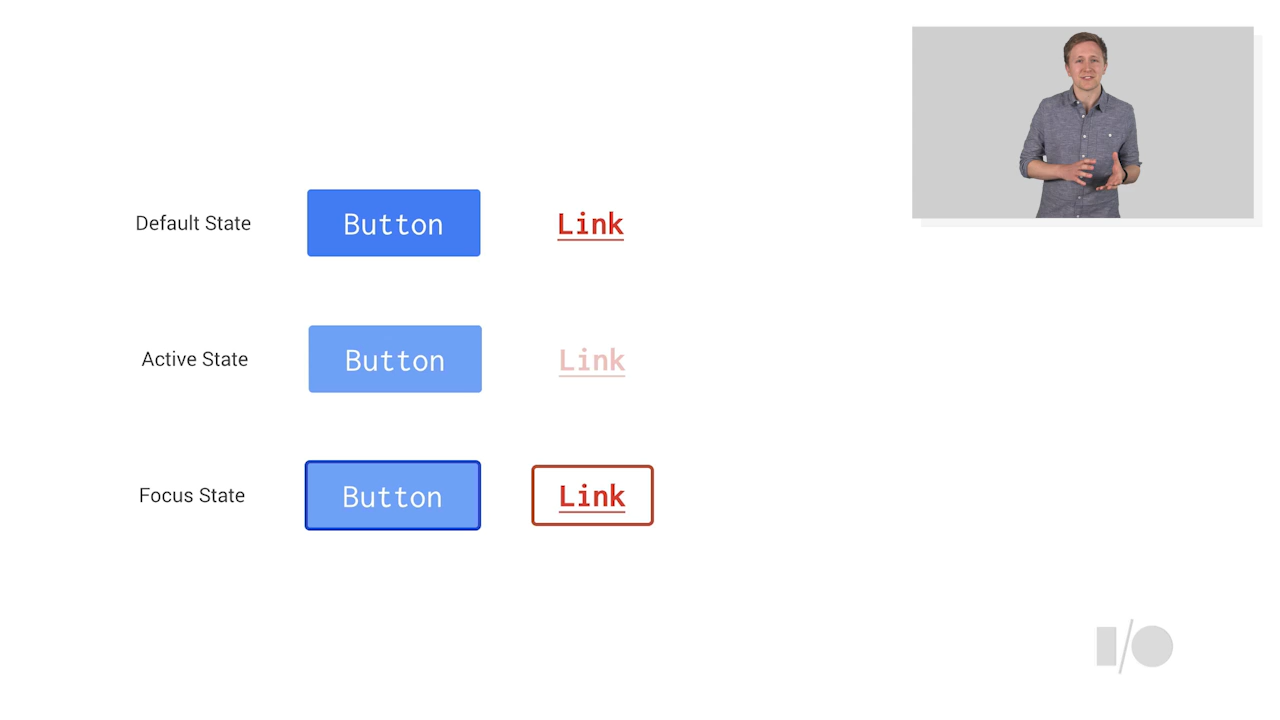 Default State Button Link
Active State Button Link
Focus State Button Link
I/O